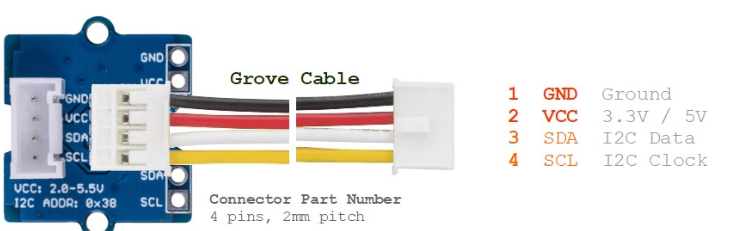 GND
VCC
Grove Cable
GND
VCC
SDA
SCL
SDA
SCL
VCC: 2.0-5.5V
I2C ADDR: 0x38
Connector Part Number
4 pins, 2mm pitch
1 GND Ground
2 VCC 3.3V / 5V
3 SDA I2C Data
4 SCL I2C Clock